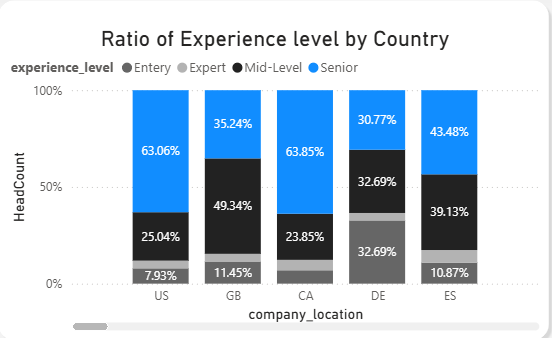 Ratio of Experience level by Country
experience_level Entery Expert Mid-Level Senior
100%
50%
0%
HeadCount
63.06% 35.24% 63.85% 30.77% 43.48%
25.04% 49.34% 23.85% 32.69% 39.13%
7.93% 11.45% 32.69% 10.87%
US GB CA DE ES
company_location